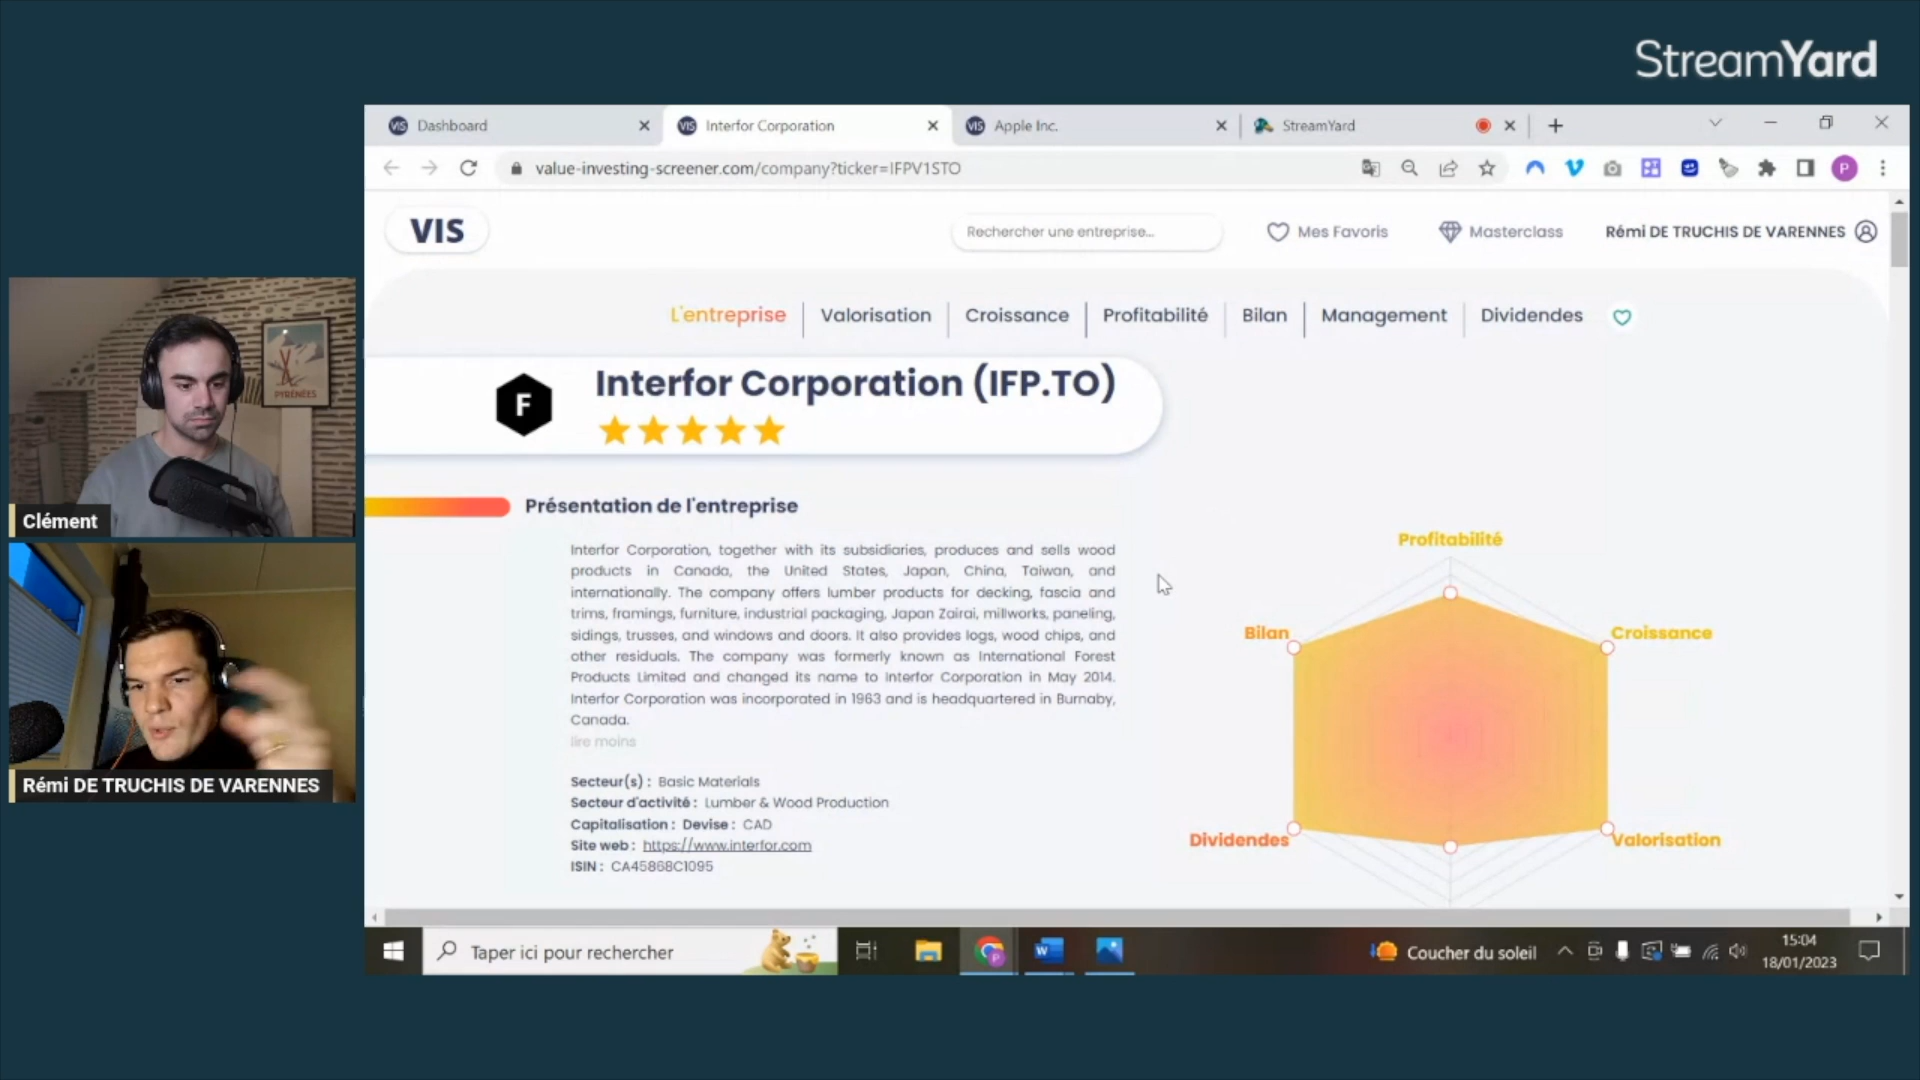 StreamYard
Dashboard
Interfor Corporation
Apple Inc.
StreamYard
value-investing-screener.com/company?ticker=IFPV1STO
P
VIS
Rechercher une entreprise...
Mes Favoris
Masterclass
Rémi DE TRUCHIS DE VARENNES
L'entreprise
Valorisation
Croissance
Profitabilité
Bilan
Management
Dividendes
F
Interfor Corporation (IFP.TO)
Présentation de l'entreprise
Interfor Corporation, together with its subsidiaries, produces and sells wood
products in Canada, the United States, Japan, China, Taiwan, and
internationally. The company offers lumber products for decking, fascia and
trims, framings, furniture, industrial packaging, Japan Zairai, millworks, paneling,
sidings, trusses, and windows and doors. It also provides logs, wood chips, and
other residuals. The company was formerly known as International Forest
Products Limited and changed its name to Interfor Corporation in May 2014.
Interfor Corporation was incorporated in 1963 and is headquartered in Burnaby,
Canada.
lire moins
Secteur(s) : Basic Materials
Secteur d'activité : Lumber & Wood Production
Capitalisation : Devise : CAD
Site web : https://www.interfor.com
ISIN : CA45868C1095
Profitabilité
Bilan
Croissance
Dividendes
Valorisation
PYRÉNÉES
Clément
Rémi DE TRUCHIS DE VARENNES
Taper ici pour rechercher
Coucher du soleil
15:04
18/01/2023